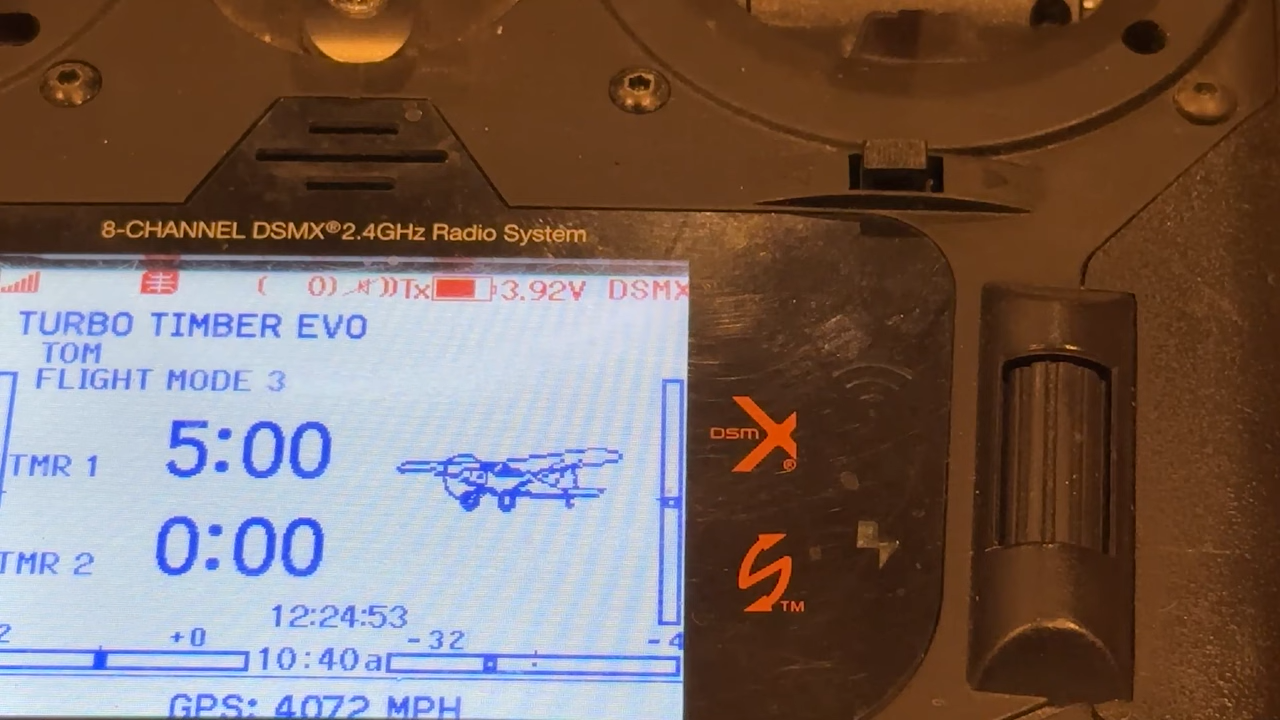 8-CHANNEL DSMX® 2.4GHz Radio System
( 0) Tx 3.92V DSMX
TURBO TIMBER EVO
TOM
FLIGHT MODE 3
TMR 1 5:00
TMR 2 0:00
12:24:53
2 +0 -32 -4
10:40a
GPS: 4072 MPH
DSMX®
S™